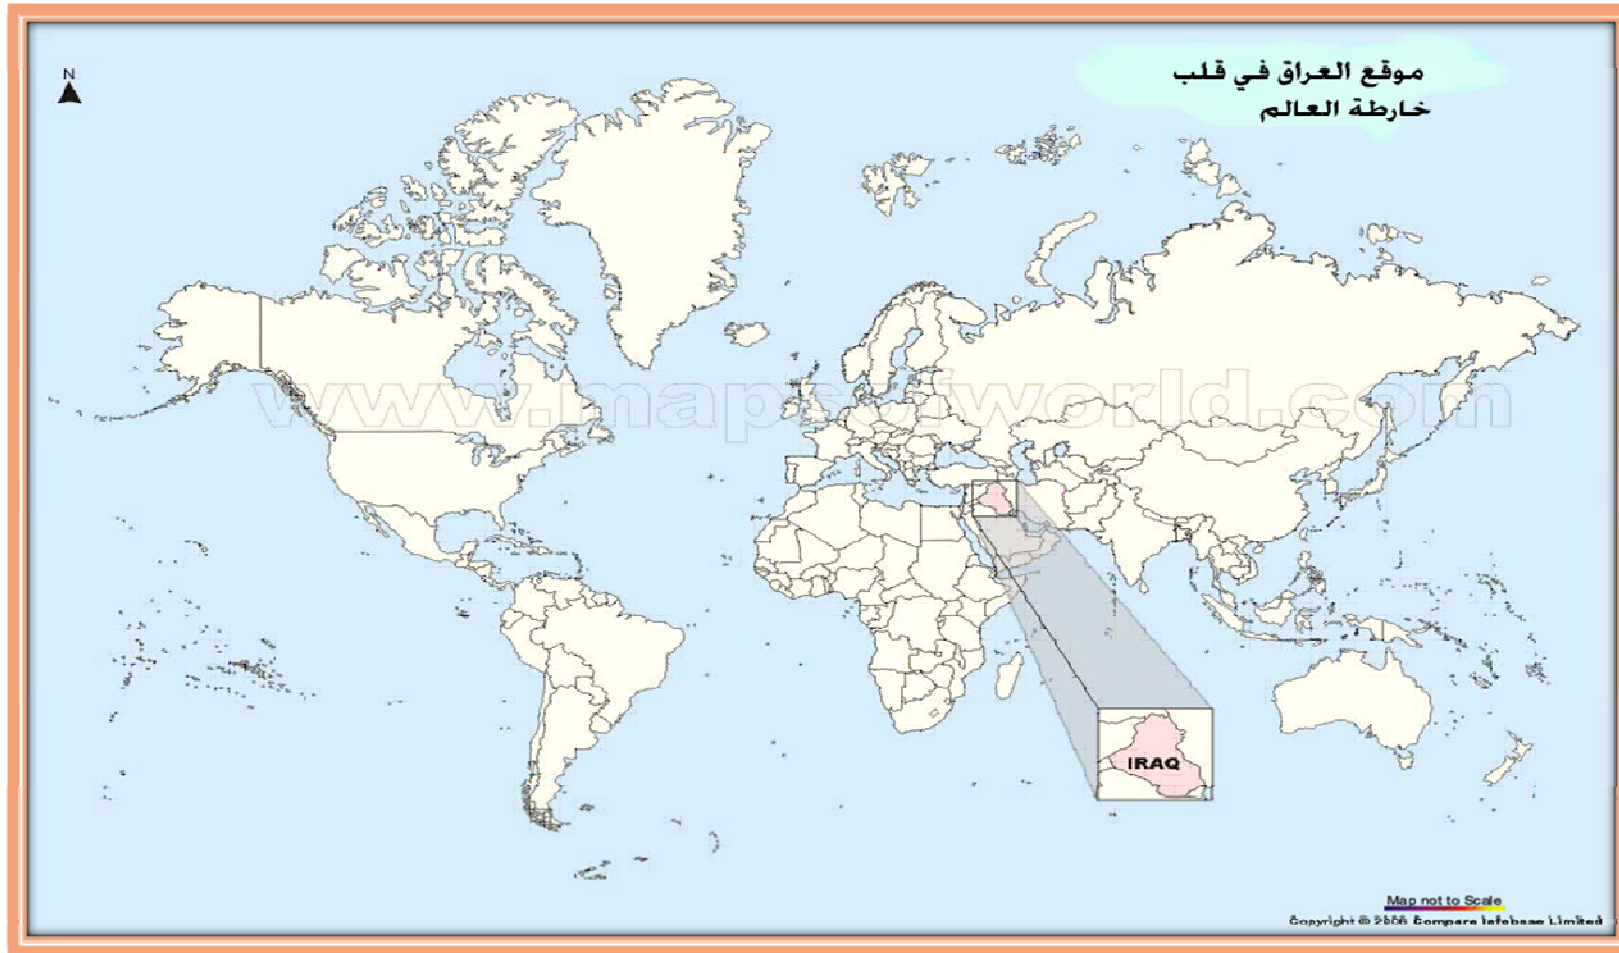 N
موقع العراق في قلب
خارطة العالم
www.mapsofworld.com
IRAQ
Map not to Scale
Copyright © 2006 Compare Infobase Limited